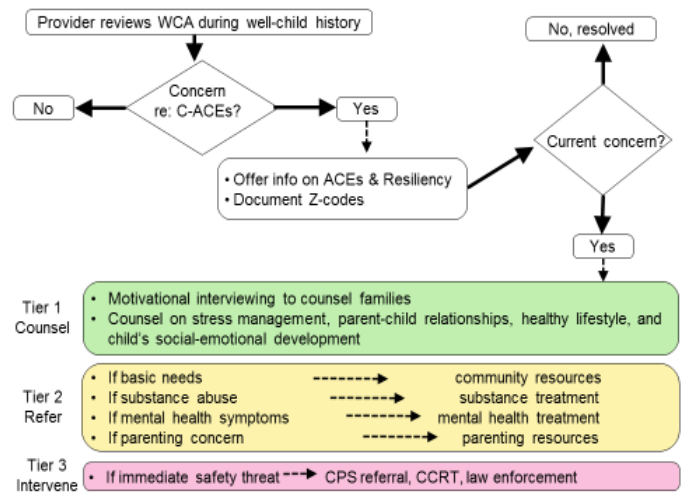 Provider reviews WCA during well-child history
No, resolved
Concern
re: C-ACEs?
No
Yes
Current concern?
• Offer info on ACEs & Resiliency
• Document Z-codes
Yes
Tier 1
Counsel
• Motivational interviewing to counsel families
• Counsel on stress management, parent-child relationships, healthy lifestyle, and
child's social-emotional development
Tier 2
Refer
• If basic needs community resources
• If substance abuse substance treatment
• If mental health symptoms mental health treatment
• If parenting concern parenting resources
Tier 3
Intervene
• If immediate safety threat CPS referral, CCRT, law enforcement